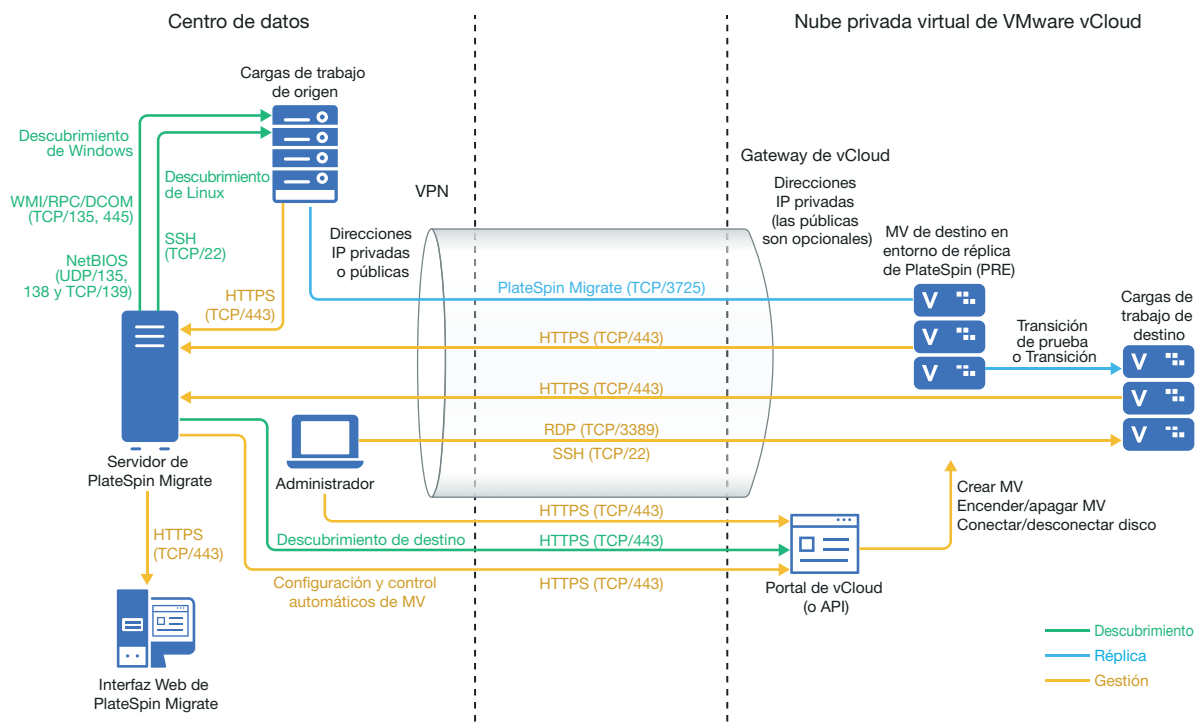 Centro de datos
Nube privada virtual de VMware vCloud
Cargas de trabajo
de origen
Descubrimiento
de Windows
WMI/RPC/DCOM
(TCP/135, 445)
NetBIOS
(UDP/135,
138 y TCP/139)
Descubrimiento
de Linux
SSH
(TCP/22)
HTTPS
(TCP/443)
VPN
Direcciones
IP privadas
o públicas
Gateway de vCloud
Direcciones
IP privadas
(las públicas
son opcionales)
MV de destino en
entorno de réplica
de PlateSpin (PRE)
Cargas de
trabajo de
destino
Transición
de prueba
o Transición
PlateSpin Migrate (TCP/3725)
HTTPS (TCP/443)
HTTPS (TCP/443)
RDP (TCP/3389)
SSH (TCP/22)
V
V
V
V
V
V
Servidor de
PlateSpin Migrate
Administrador
HTTPS (TCP/443)
Descubrimiento de destino
HTTPS (TCP/443)
Configuración y control
automáticos de MV
HTTPS (TCP/443)
HTTPS
(TCP/443)
Crear MV
Encender/apagar MV
Conectar/desconectar disco
Portal de vCloud
(o API)
Interfaz Web de
PlateSpin Migrate
Descubrimiento
Réplica
Gestión